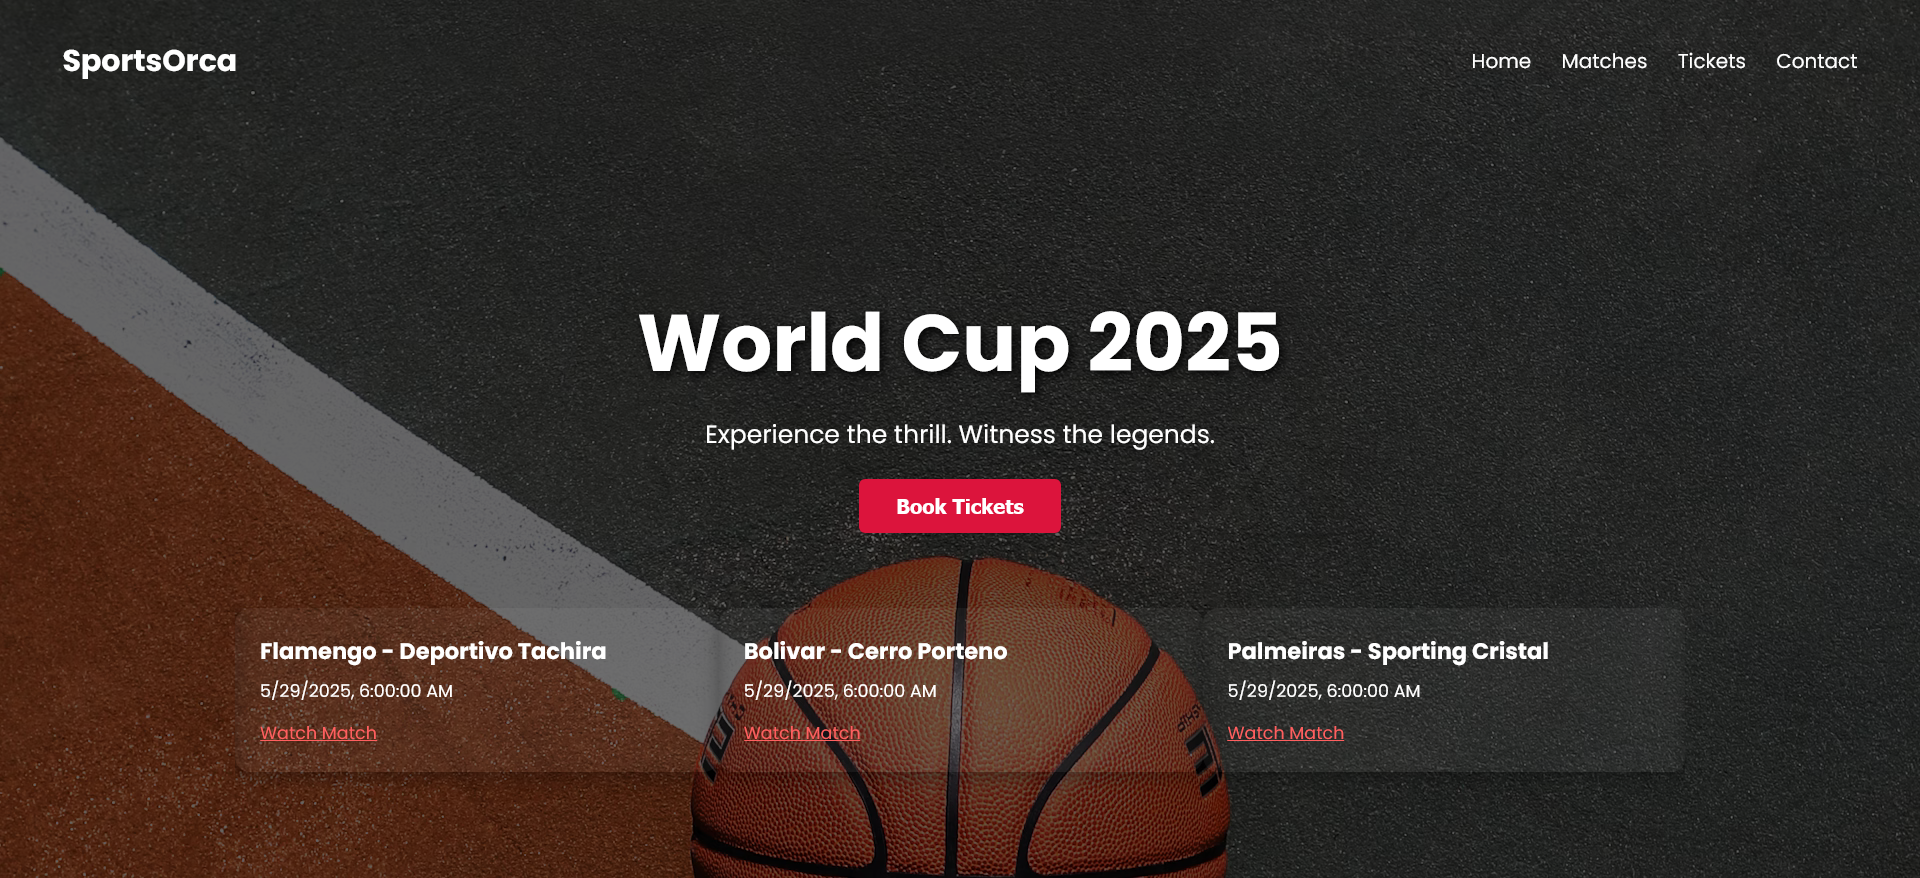 SportsOrca
Home Matches Tickets Contact
World Cup 2025
Experience the thrill. Witness the legends.
Book Tickets
Flamengo - Deportivo Tachira
5/29/2025, 6:00:00 AM
Watch Match
Bolivar - Cerro Porteno
5/29/2025, 6:00:00 AM
Watch Match
Palmeiras - Sporting Cristal
5/29/2025, 6:00:00 AM
Watch Match